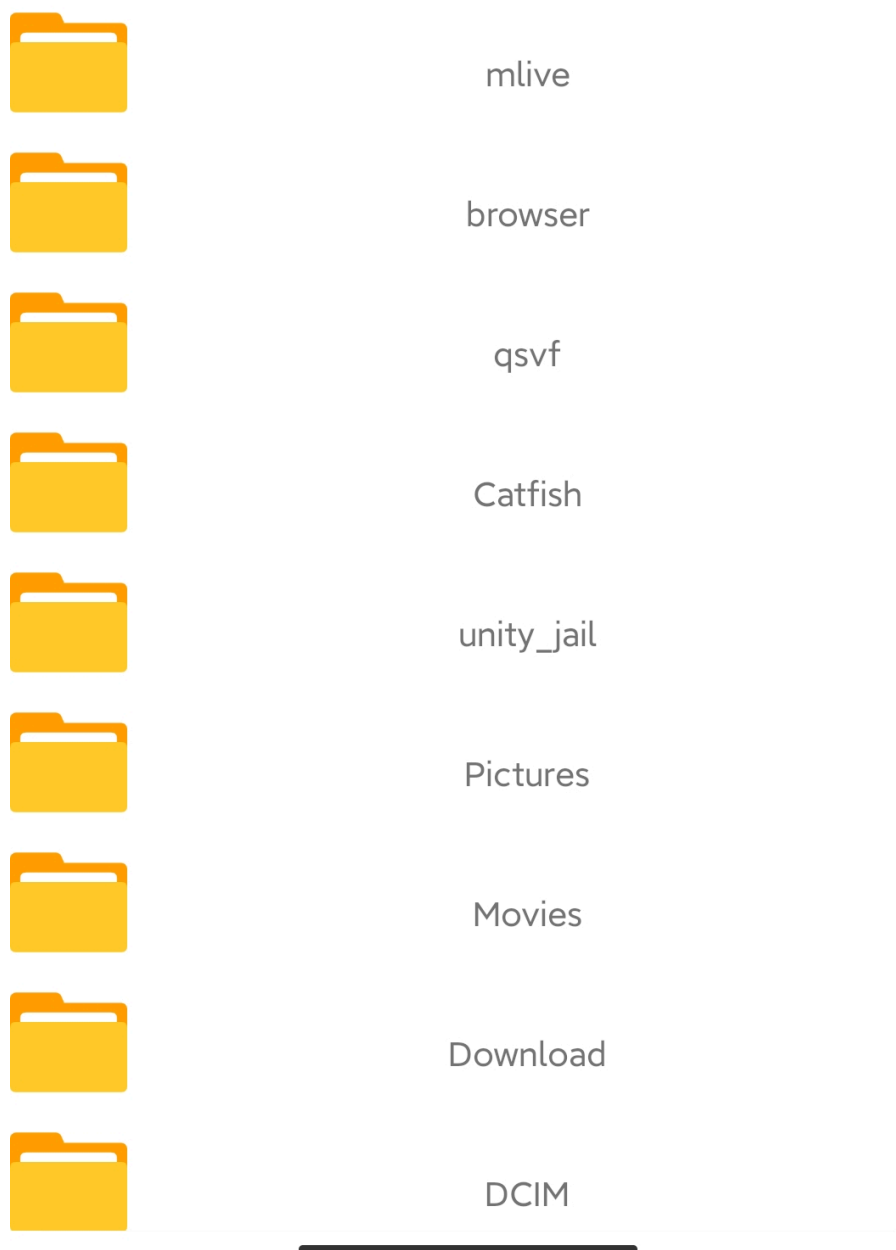 mlive
browser
qsvf
Catfish
unity_jail
Pictures
Movies
Download
DCIM